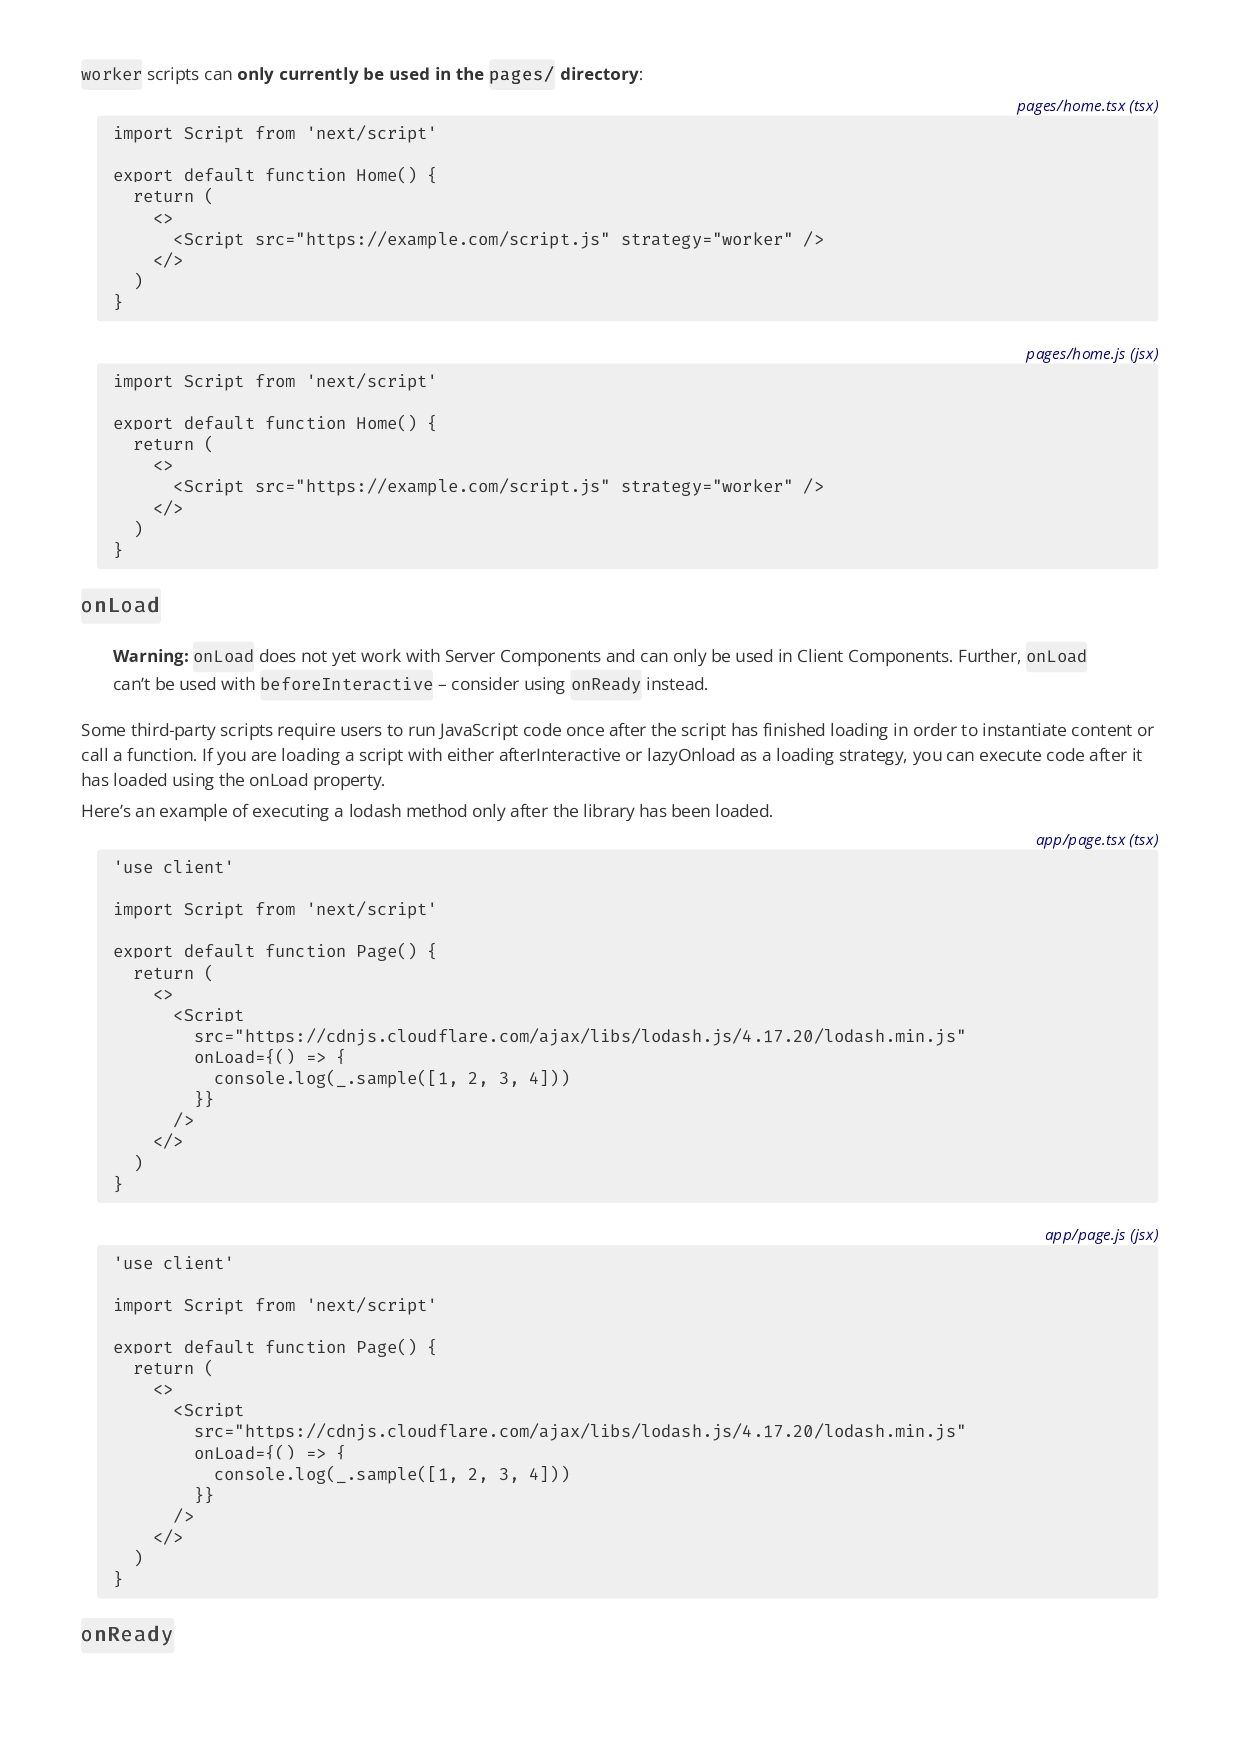 worker scripts can only currently be used in the pages/ directory:
pages/home.tsx (tsx)
import Script from 'next/script'

export default function Home() {
  return (
    <>
      <Script src="https://example.com/script.js" strategy="worker" />
    </>
  )
}
pages/home.js (jsx)
import Script from 'next/script'

export default function Home() {
  return (
    <>
      <Script src="https://example.com/script.js" strategy="worker" />
    </>
  )
}
onLoad
Warning: onLoad does not yet work with Server Components and can only be used in Client Components. Further, onLoad
can’t be used with beforeInteractive – consider using onReady instead.
Some third-party scripts require users to run JavaScript code once after the script has finished loading in order to instantiate content or
call a function. If you are loading a script with either afterInteractive or lazyOnload as a loading strategy, you can execute code after it
has loaded using the onLoad property.
Here’s an example of executing a lodash method only after the library has been loaded.
app/page.tsx (tsx)
'use client'

import Script from 'next/script'

export default function Page() {
  return (
    <>
      <Script
        src="https://cdnjs.cloudflare.com/ajax/libs/lodash.js/4.17.20/lodash.min.js"
        onLoad={() => {
          console.log(_.sample([1, 2, 3, 4]))
        }}
      />
    </>
  )
}
app/page.js (jsx)
'use client'

import Script from 'next/script'

export default function Page() {
  return (
    <>
      <Script
        src="https://cdnjs.cloudflare.com/ajax/libs/lodash.js/4.17.20/lodash.min.js"
        onLoad={() => {
          console.log(_.sample([1, 2, 3, 4]))
        }}
      />
    </>
  )
}
onReady